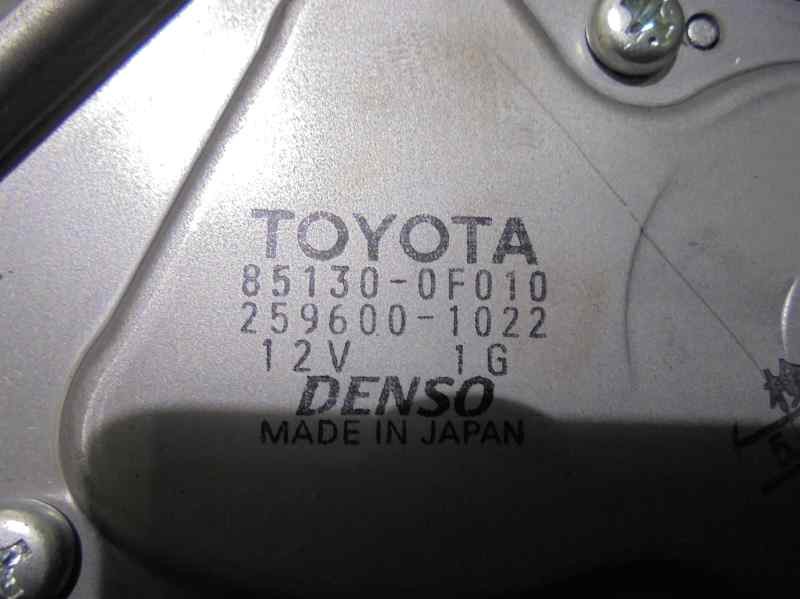 TOYOTA
85130-0F010
259600-1022
12V 1G
DENSO
MADE IN JAPAN